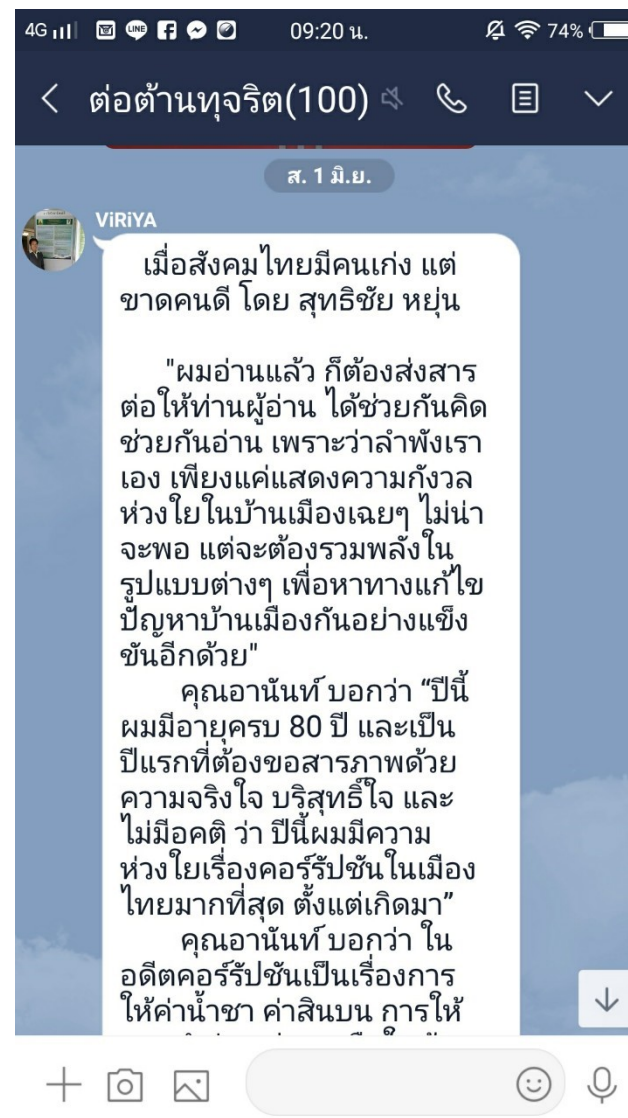 4G 09:20 น. 74%
ต่อต้านทุจริต(100)
ส. 1 มิ.ย.
ViRiYA
เมื่อสังคมไทยมีคนเก่ง แต่
ขาดคนดี โดย สุทธิชัย หยุ่น
"ผมอ่านแล้ว ก็ต้องส่งสาร
ต่อให้ท่านผู้อ่าน ได้ช่วยกันคิด
ช่วยกันอ่าน เพราะว่าลำพังเรา
เอง เพียงแค่แสดงความกังวล
ห่วงใยในบ้านเมืองเฉยๆ ไม่น่า
จะพอ แต่จะต้องรวมพลังใน
รูปแบบต่างๆ เพื่อหาทางแก้ไข
ปัญหาบ้านเมืองกันอย่างแข็ง
ขันอีกด้วย"
คุณอานันท์ บอกว่า “ปีนี้
ผมมีอายุครบ 80 ปี และเป็น
ปีแรกที่ต้องขอสารภาพด้วย
ความจริงใจ บริสุทธิ์ใจ และ
ไม่มีอคติ ว่า ปีนี้ผมมีความ
ห่วงใยเรื่องคอร์รัปชันในเมือง
ไทยมากที่สุด ตั้งแต่เกิดมา”
คุณอานันท์ บอกว่า ใน
อดีตคอร์รัปชันเป็นเรื่องการ
ให้ค่าน้ำชา ค่าสินบน การให้